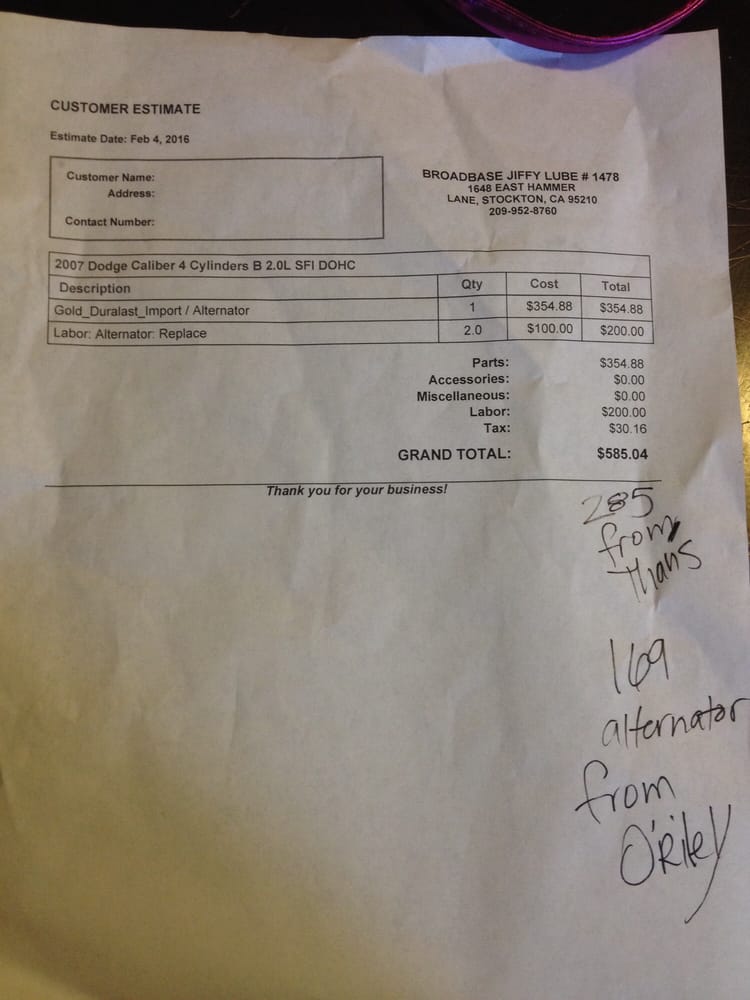 CUSTOMER ESTIMATE
Estimate Date: Feb 4, 2016
Customer Name:
Address:
Contact Number:
BROADBASE JIFFY LUBE # 1478
1648 EAST HAMMER
LANE, STOCKTON, CA 95210
209-952-8760
2007 Dodge Caliber 4 Cylinders B 2.0L SFI DOHC
Description Qty Cost Total
Gold_Duralast_Import / Alternator 1 $354.88 $354.88
Labor: Alternator: Replace 2.0 $100.00 $200.00
Parts: $354.88
Accessories: $0.00
Miscellaneous: $0.00
Labor: $200.00
Tax: $30.16
GRAND TOTAL: $585.04
Thank you for your business!
285
from
Thans
169
alternator
from
O'Riley